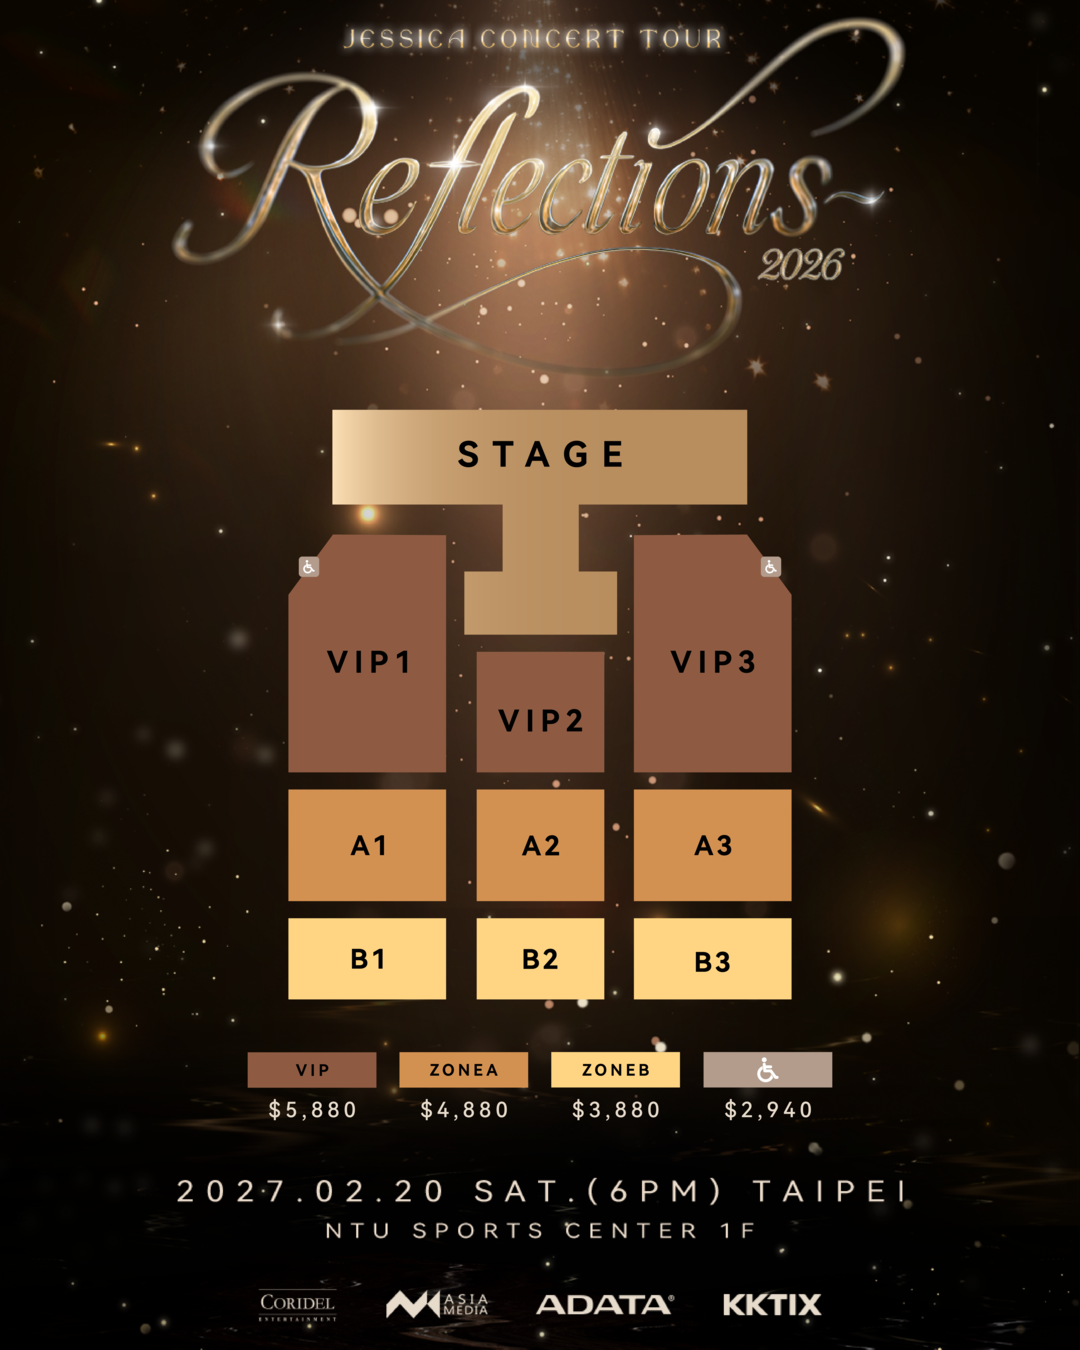 JESSICA CONCERT TOUR
Reflections
2026
STAGE
VIP1
VIP3
VIP2
A1
A2
A3
B1
B2
B3
VIP
ZONEA
ZONEB
$5,880
$4,880
$3,880
$2,940
2027.02.20 SAT.(6PM) TAIPEI
NTU SPORTS CENTER 1F
CORIDEL
ENTERTAINMENT
ASIA
MEDIA
ADATA®
KKTIX